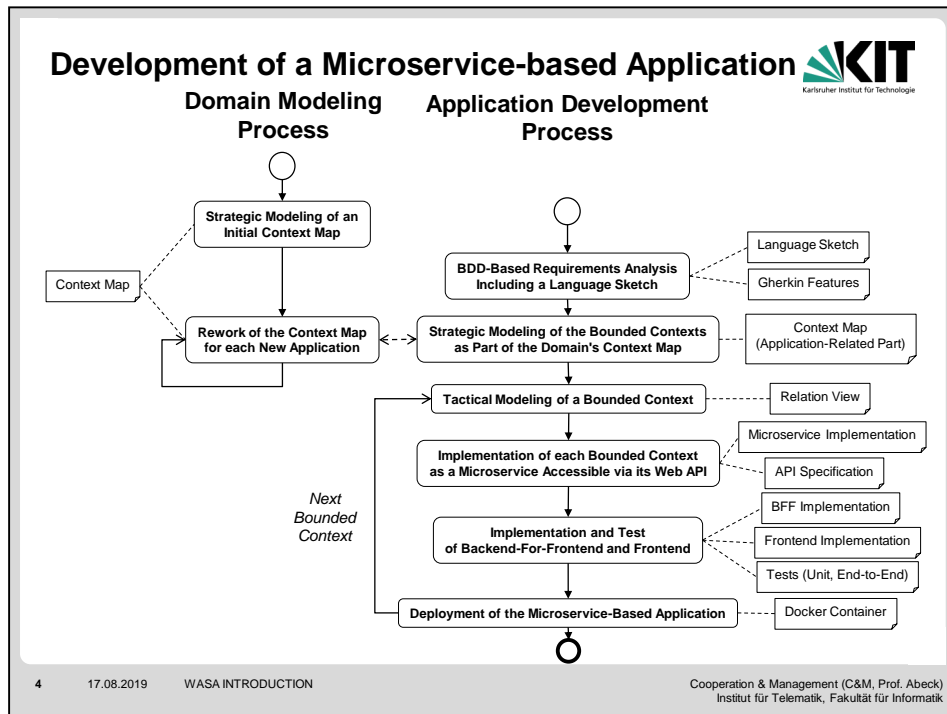 Development of a Microservice-based Application
KIT
Karlsruher Institut für Technologie
Domain Modeling
Process
Application Development
Process
Strategic Modeling of an
Initial Context Map
Context Map
Rework of the Context Map
for each New Application
BDD-Based Requirements Analysis
Including a Language Sketch
Language Sketch
Gherkin Features
Strategic Modeling of the Bounded Contexts
as Part of the Domain's Context Map
Context Map
(Application-Related Part)
Tactical Modeling of a Bounded Context
Relation View
Implementation of each Bounded Context
as a Microservice Accessible via its Web API
Microservice Implementation
API Specification
Next
Bounded
Context
Implementation and Test
of Backend-For-Frontend and Frontend
BFF Implementation
Frontend Implementation
Tests (Unit, End-to-End)
Deployment of the Microservice-Based Application
Docker Container
4 17.08.2019 WASA INTRODUCTION
Cooperation & Management (C&M, Prof. Abeck)
Institut für Telematik, Fakultät für Informatik